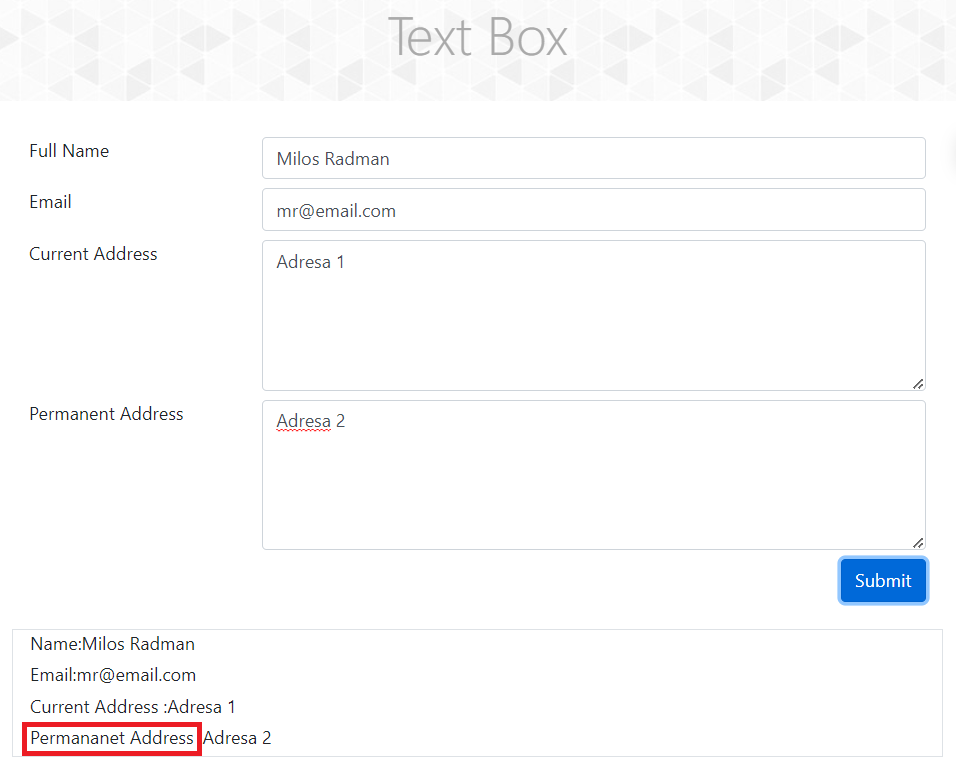 Text Box
Full Name
Milos Radman
Email
mr@email.com
Current Address
Adresa 1
Permanent Address
Adresa 2
Submit
Name:Milos Radman
Email:mr@email.com
Current Address :Adresa 1
Permananet Address Adresa 2